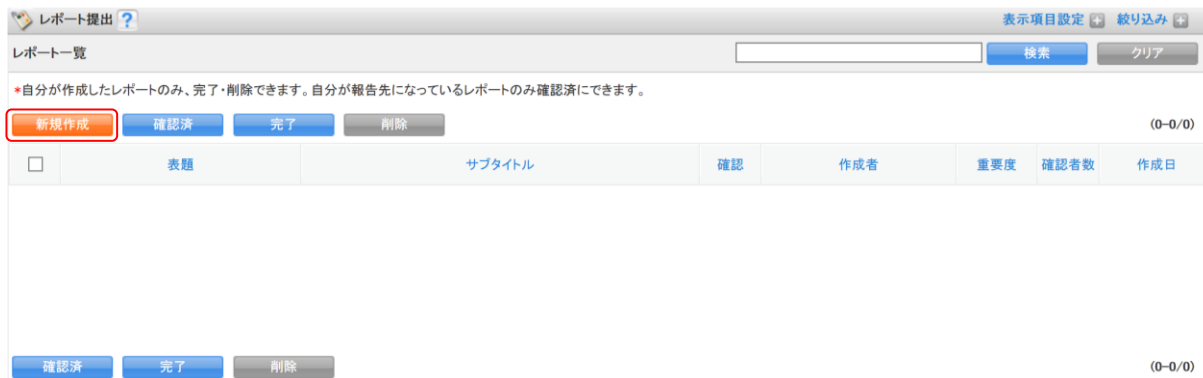 レポート提出 ? 表示項目設定 + 絞り込み +
レポート一覧 検索 クリア
*自分が作成したレポートのみ、完了・削除できます。自分が報告先になっているレポートのみ確認済にできます。
新規作成 確認済 完了 削除 (0-0/0)
表題 サブタイトル 確認 作成者 重要度 確認者数 作成日
確認済 完了 削除 (0-0/0)